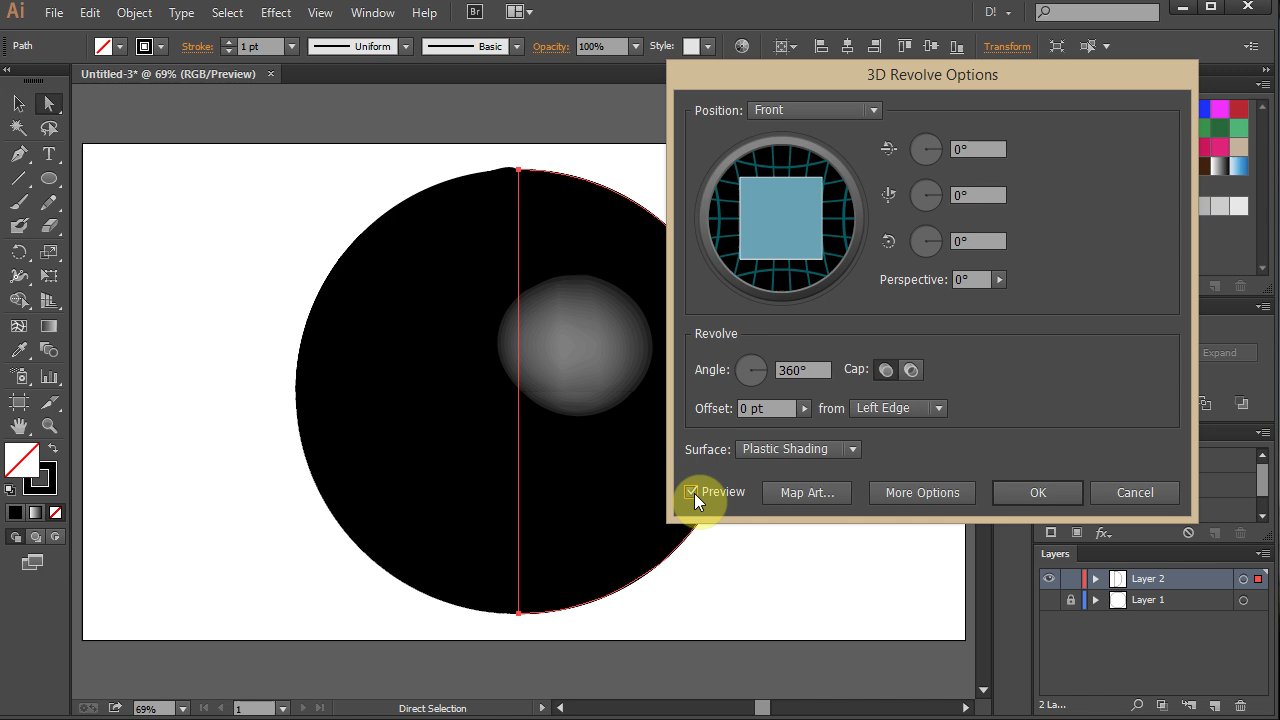 Ai File Edit Object Type Select Effect View Window Help Br D!
Path Stroke: 1 pt Uniform Basic Opacity: 100% Style: Transform
Untitled-3* @ 69% (RGB/Preview) ×
3D Revolve Options
Position: Front
0°
0°
0°
Perspective: 0°
Revolve
Expand
Angle: 360° Cap:
Offset: 0 pt from Left Edge
Surface: Plastic Shading
Preview Map Art... More Options OK Cancel
fx
Layers
Layer 2
Layer 1
2 La...
69% 1 Direct Selection